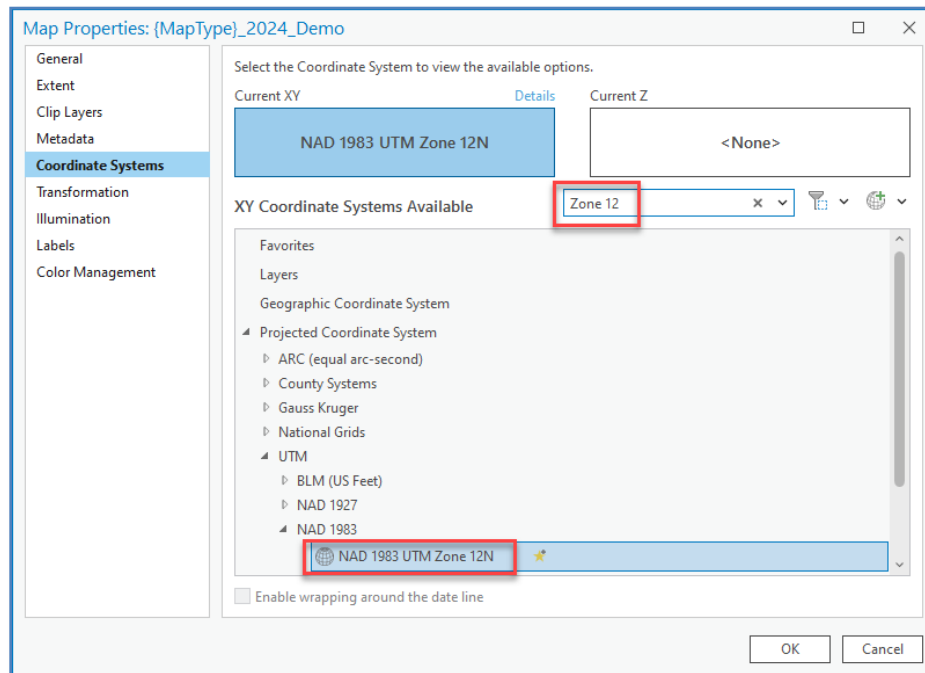 Map Properties: {MapType}_2024_Demo
General
Extent
Clip Layers
Metadata
Coordinate Systems
Transformation
Illumination
Labels
Color Management
Select the Coordinate System to view the available options.
Current XY Details Current Z
NAD 1983 UTM Zone 12N <None>
XY Coordinate Systems Available Zone 12
Favorites
Layers
Geographic Coordinate System
Projected Coordinate System
ARC (equal arc-second)
County Systems
Gauss Kruger
National Grids
UTM
BLM (US Feet)
NAD 1927
NAD 1983
NAD 1983 UTM Zone 12N
Enable wrapping around the date line
OK Cancel